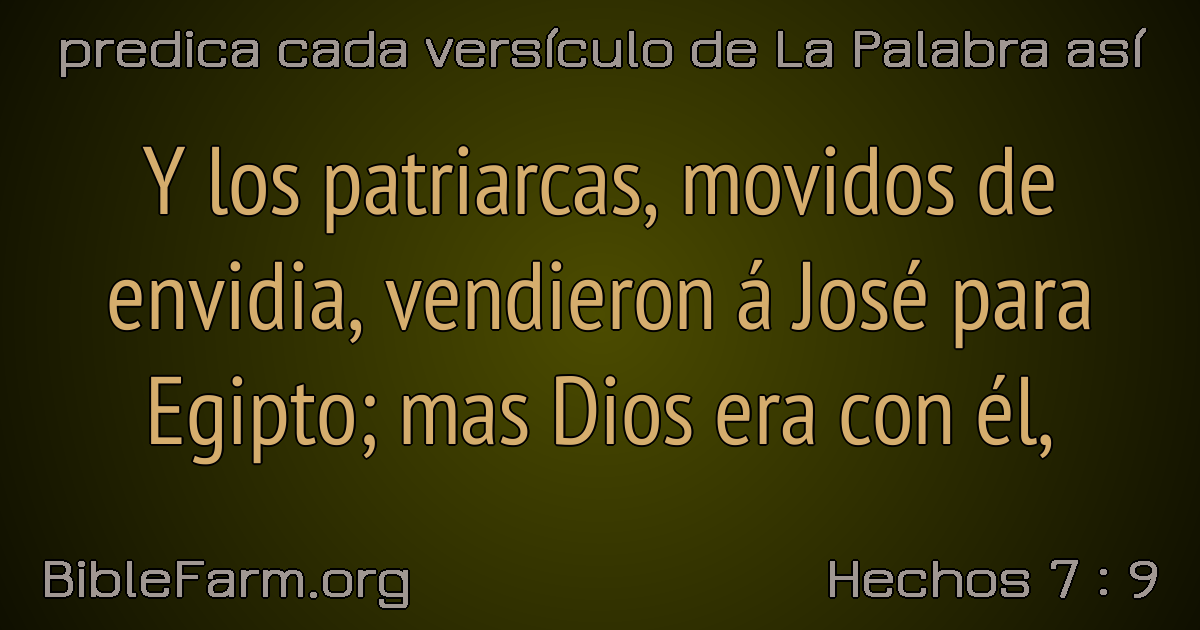 predica cada versículo de La Palabra así
Y los patriarcas, movidos de
envidia, vendieron á José para
Egipto; mas Dios era con él,
BibleFarm.org
Hechos 7 : 9